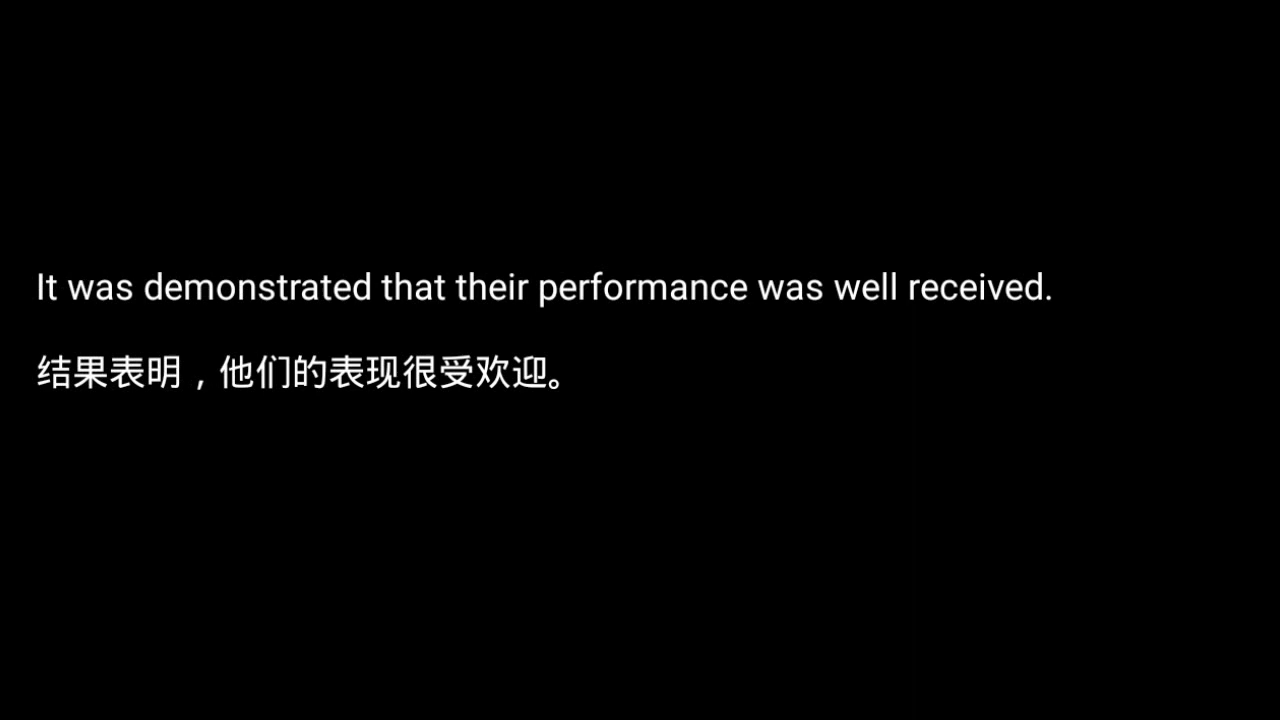 It was demonstrated that their performance was well received.
结果表明，他们的表现很受欢迎。